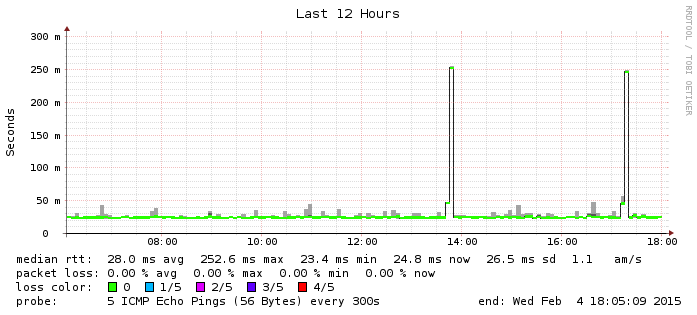 Last 12 Hours
RRDTOOL / TOBI OETIKER
Seconds
300 m
250 m
200 m
150 m
100 m
50 m
0
08:00 10:00 12:00 14:00 16:00 18:00
median rtt: 28.0 ms avg 252.6 ms max 23.4 ms min 24.8 ms now 26.5 ms sd 1.1 am/s
packet loss: 0.00 % avg 0.00 % max 0.00 % min 0.00 % now
loss color: 0 1/5 2/5 3/5 4/5
probe: 5 ICMP Echo Pings (56 Bytes) every 300s end: Wed Feb 4 18:05:09 2015